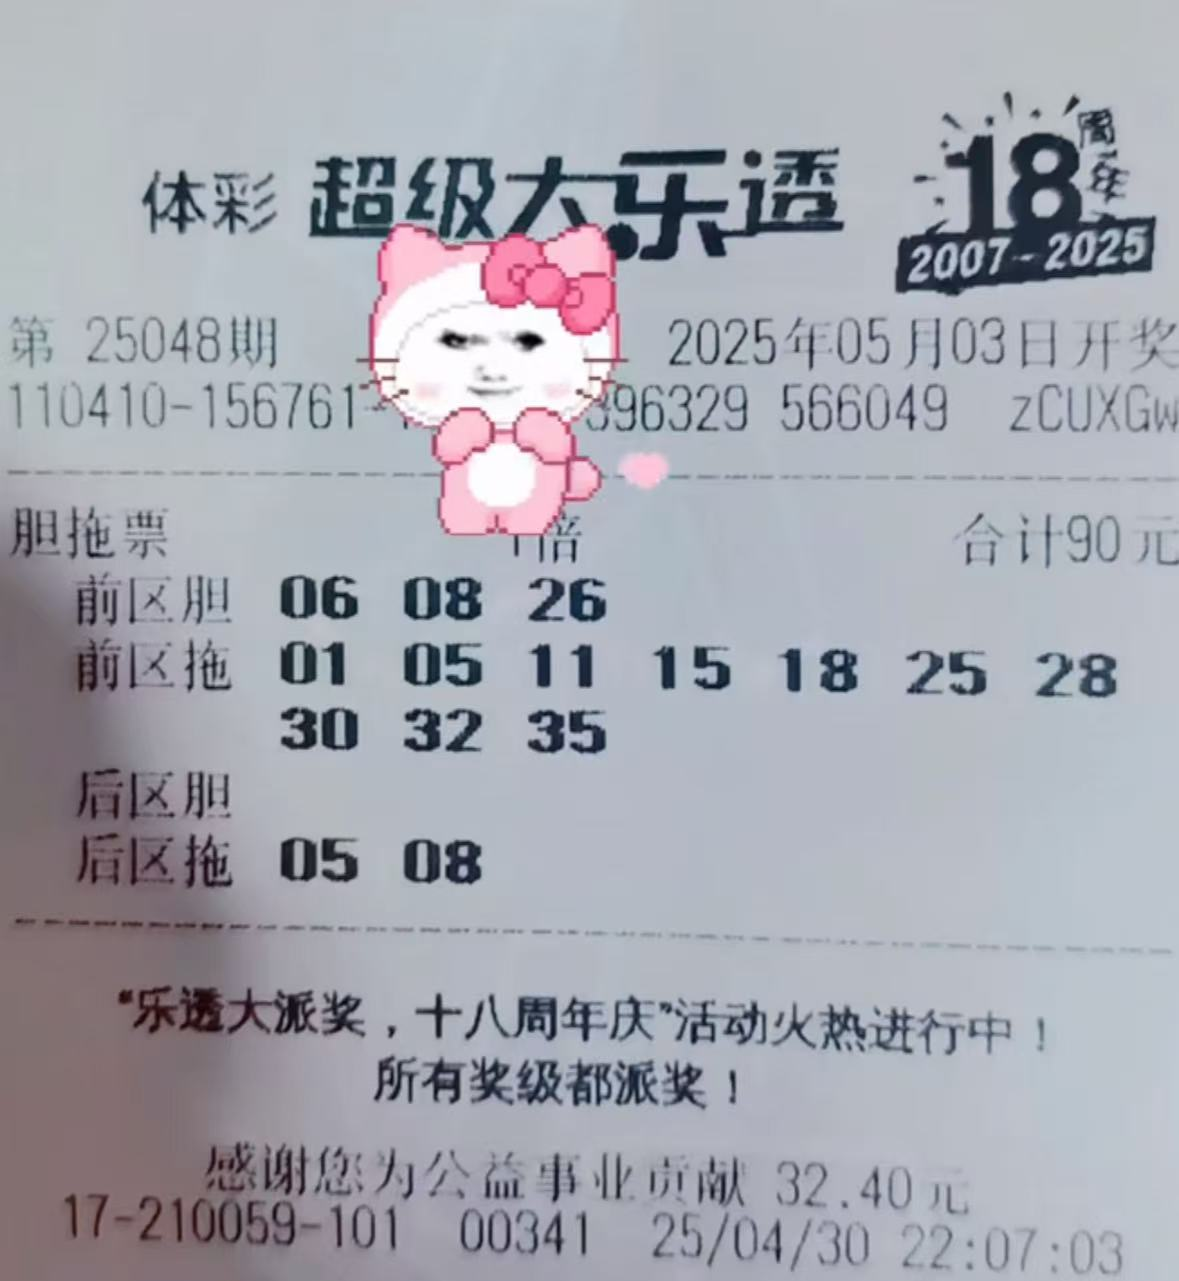 体彩 超级大乐透 18周年
2007-2025
第 25048期 2025年05月03日开奖
110410-156761- 396329 566049 zCUXGw
胆拖票 1倍 合计90元
前区胆 06 08 26
前区拖 01 05 11 15 18 25 28
30 32 35
后区胆
后区拖 05 08
“乐透大派奖，十八周年庆”活动火热进行中！
所有奖级都派奖！
感谢您为公益事业贡献 32.40元
17-210059-101 00341 25/04/30 22:07:03